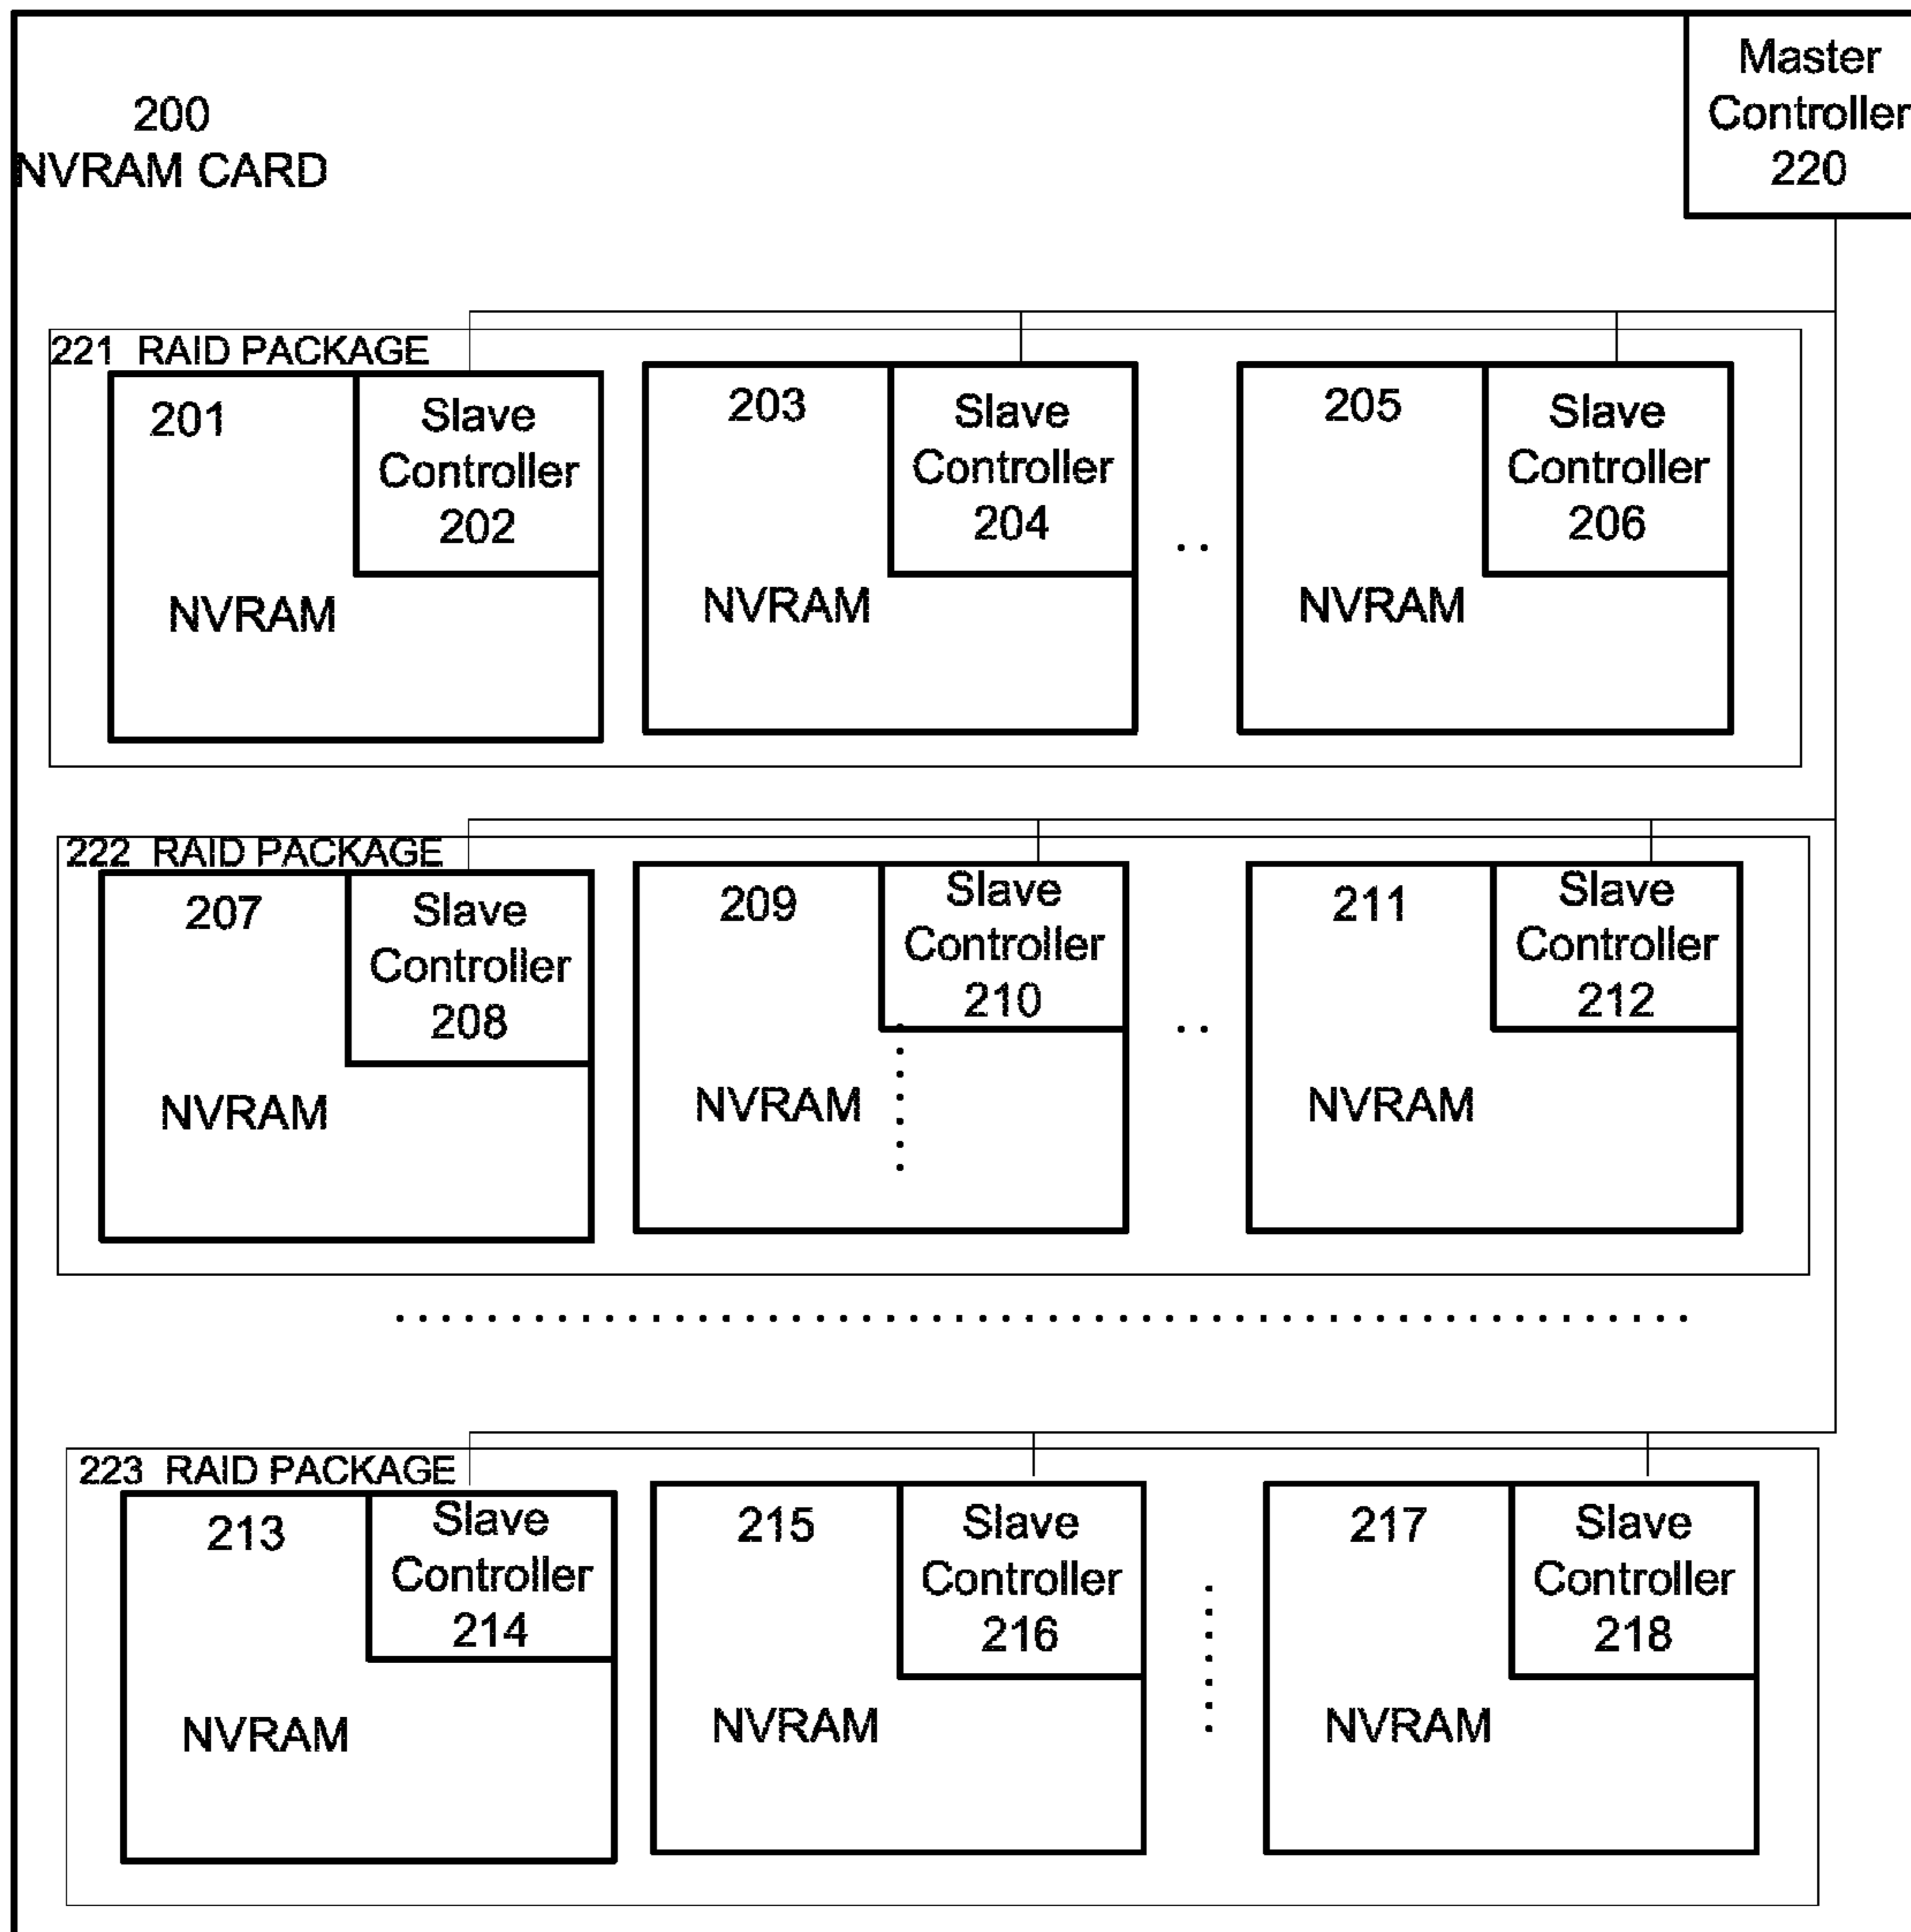 200
NVRAM CARD
Master
Controller
220
221 RAID PACKAGE
201
Slave
Controller
202
NVRAM
203
Slave
Controller
204
NVRAM
205
Slave
Controller
206
NVRAM
222 RAID PACKAGE
207
Slave
Controller
208
NVRAM
209
Slave
Controller
210
NVRAM
211
Slave
Controller
212
NVRAM
223 RAID PACKAGE
213
Slave
Controller
214
NVRAM
215
Slave
Controller
216
NVRAM
217
Slave
Controller
218
NVRAM